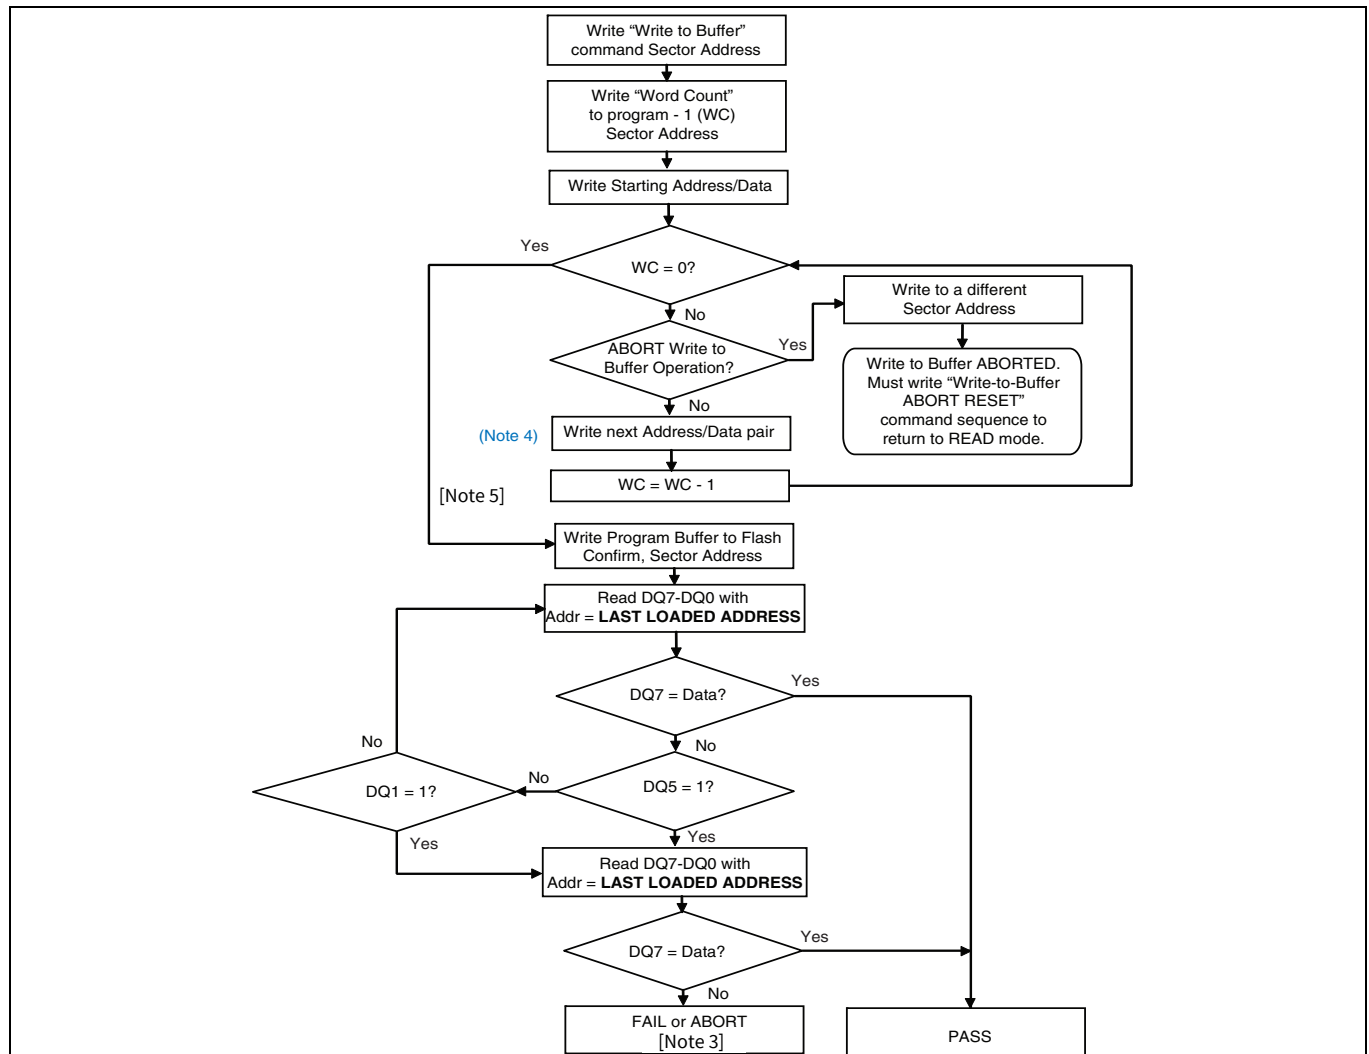 Write “Write to Buffer”
command Sector Address
Write “Word Count”
to program - 1 (WC)
Sector Address
Write Starting Address/Data
Yes
WC = 0?
No
Write to a different
Sector Address
ABORT Write to
Buffer Operation?
Yes
Write to Buffer ABORTED.
Must write “Write-to-Buffer
ABORT RESET”
command sequence to
return to READ mode.
No
(Note 4)
Write next Address/Data pair
WC = WC - 1
[Note 5]
Write Program Buffer to Flash
Confirm, Sector Address
Read DQ7-DQ0 with
Addr = LAST LOADED ADDRESS
DQ7 = Data?
Yes
No
No
DQ1 = 1?
No
DQ5 = 1?
Yes
Yes
Read DQ7-DQ0 with
Addr = LAST LOADED ADDRESS
DQ7 = Data?
Yes
No
FAIL or ABORT
[Note 3]
PASS